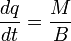 dq/dt = M/B